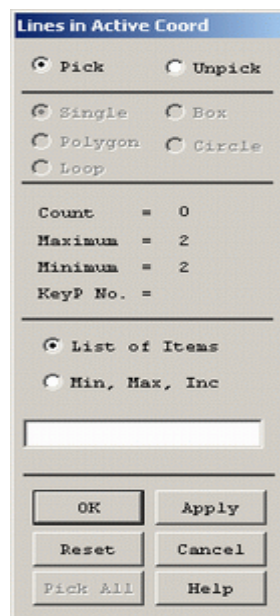 Lines in Active Coord
Pick Unpick
Single Box
Polygon Circle
Loop
Count = 0
Maximum = 2
Minimum = 2
KeyP No. =
List of Items
Min, Max, Inc
OK Apply
Reset Cancel
Pick All Help